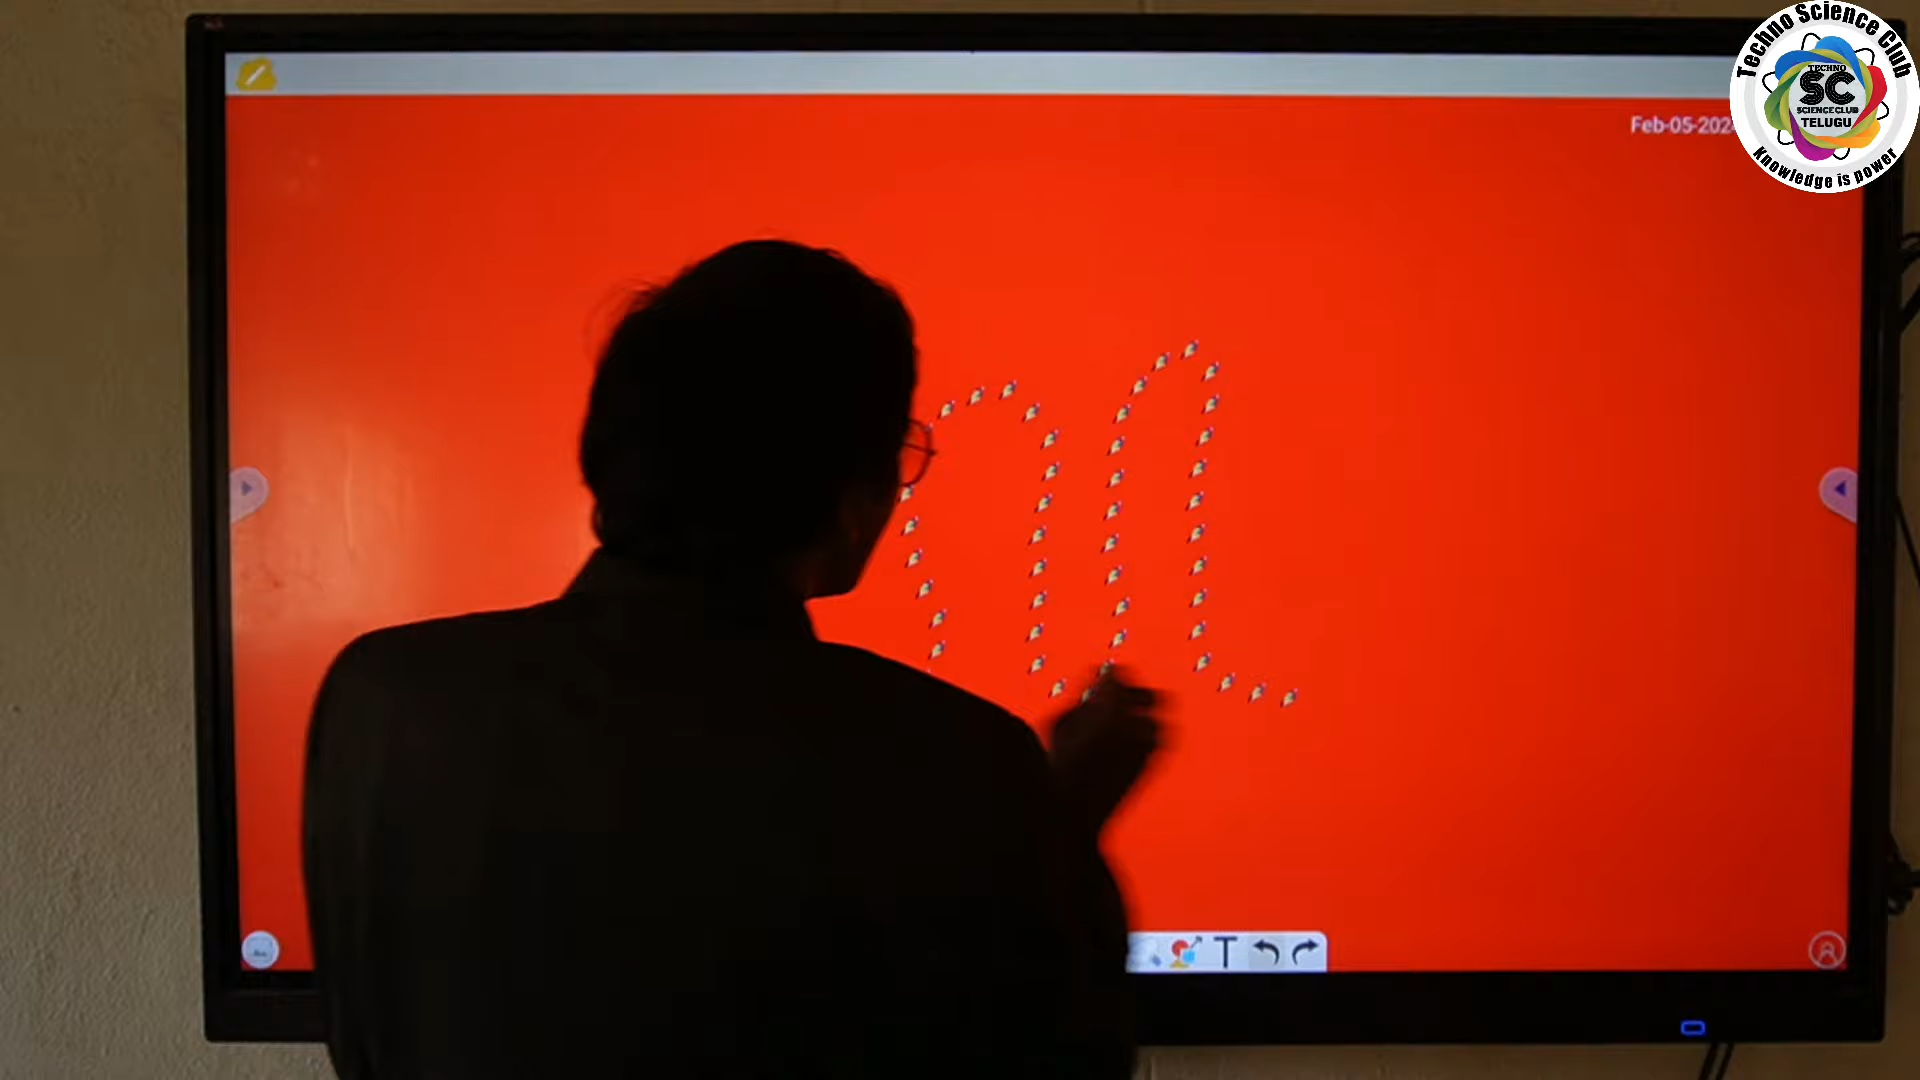 Techno Science Club
TECHNO
SC
SCIENCE CLUB
TELUGU
Knowledge is power
Feb-05-202
T